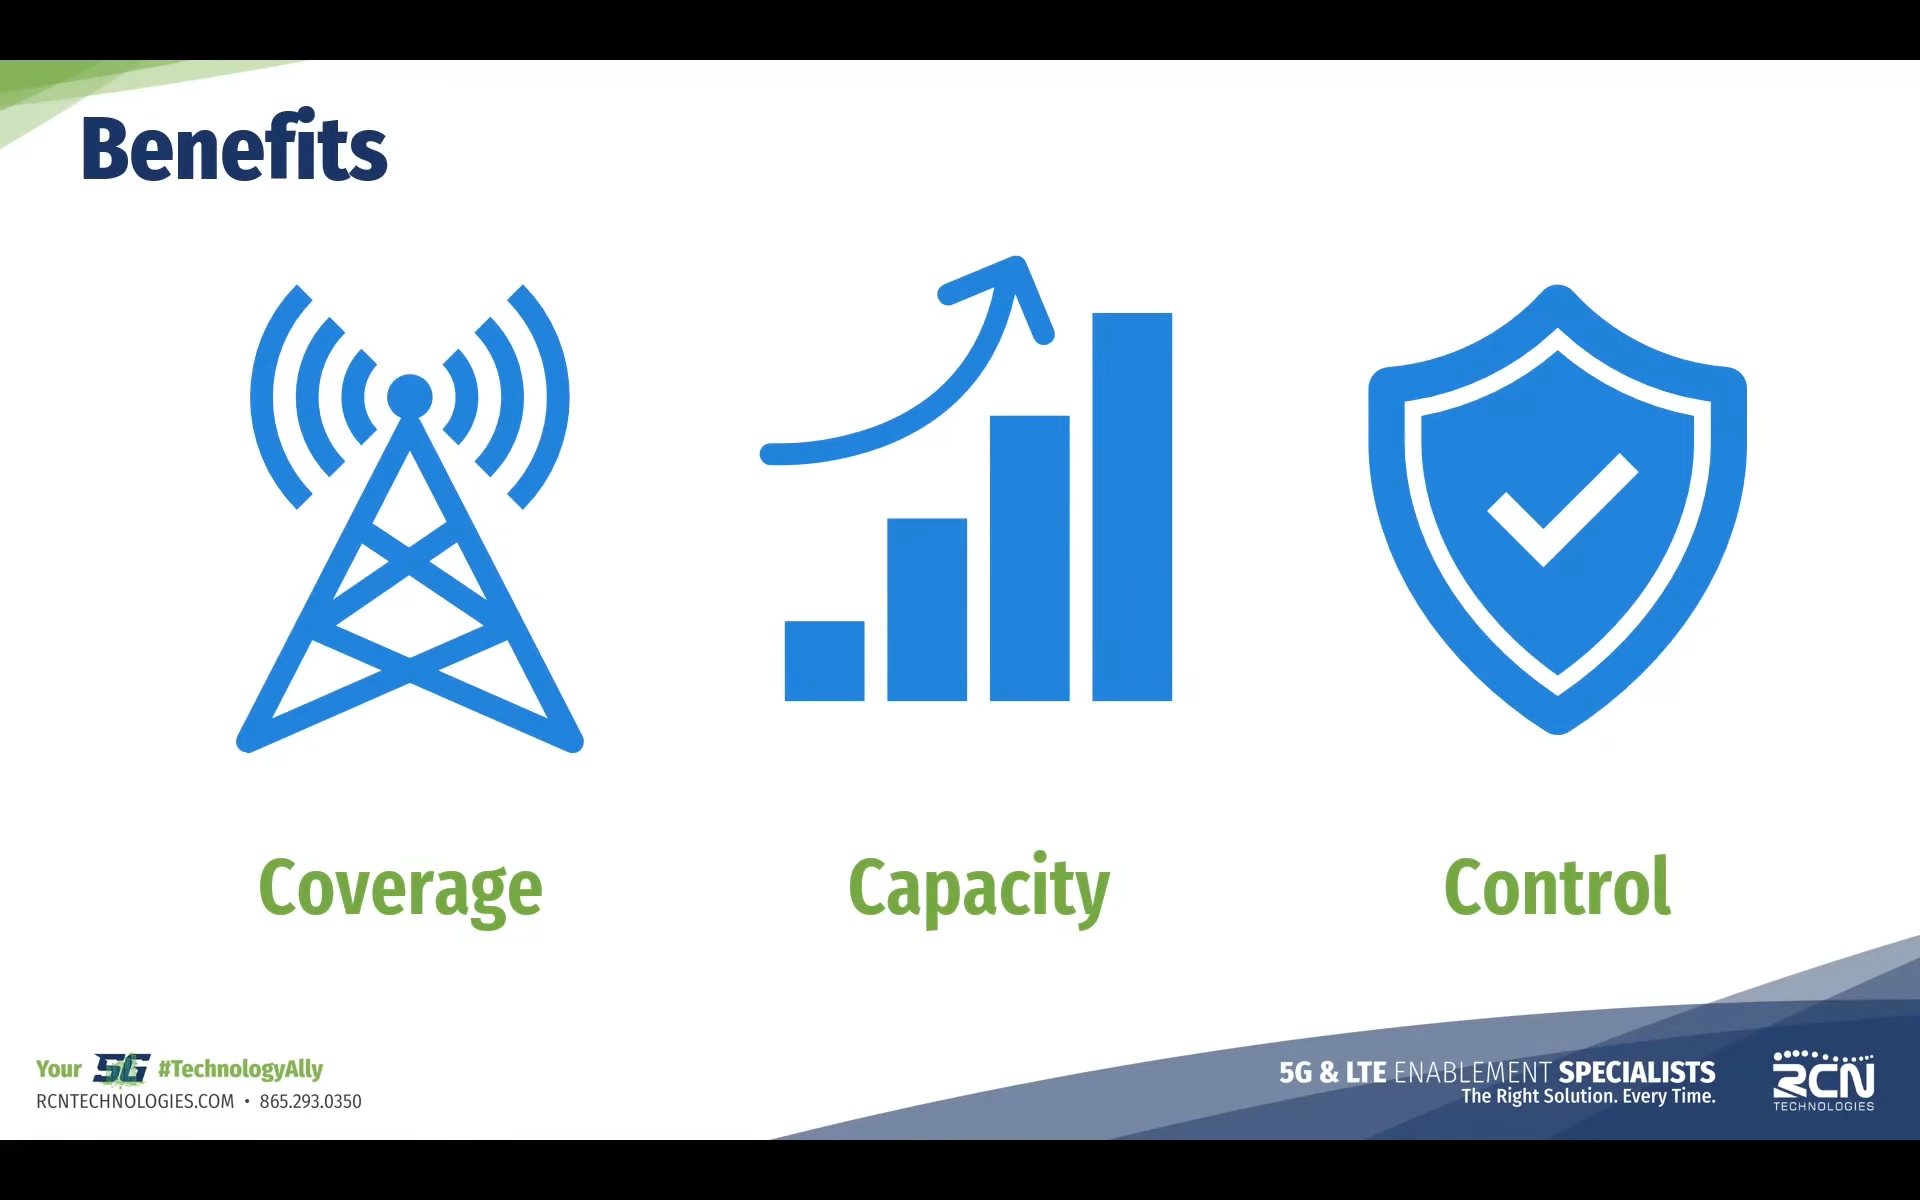 Benefits
Coverage
Capacity
Control
Your 5G #TechnologyAlly
RCNTECHNOLOGIES.COM • 865.293.0350
5G & LTE ENABLEMENT SPECIALISTS
The Right Solution. Every Time.
RCN
TECHNOLOGIES